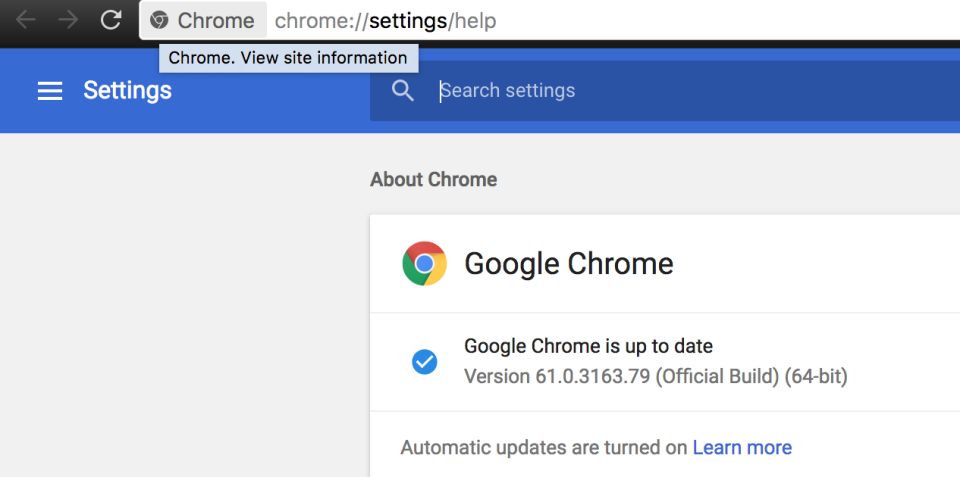 Chrome chrome://settings/help
Chrome. View site information
Settings
Search settings
About Chrome
Google Chrome
Google Chrome is up to date
Version 61.0.3163.79 (Official Build) (64-bit)
Automatic updates are turned on Learn more